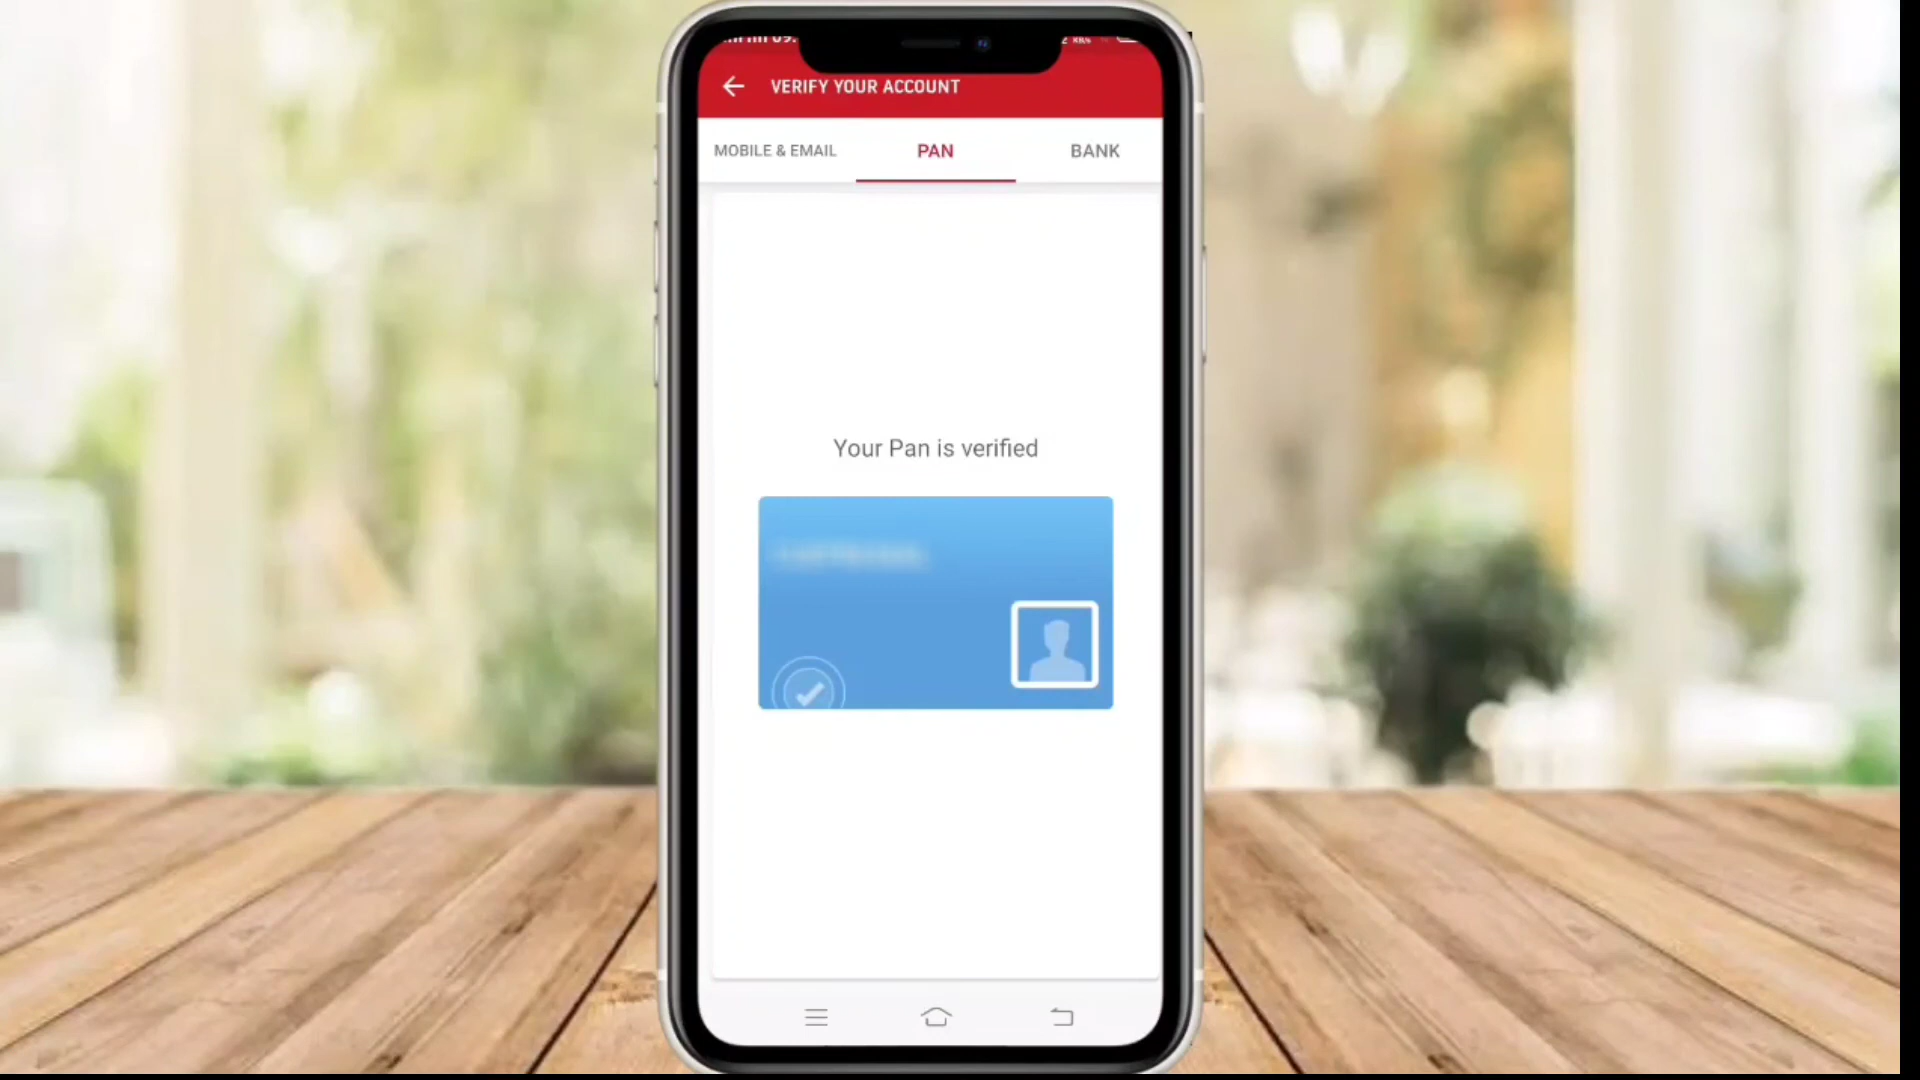 VERIFY YOUR ACCOUNT
MOBILE & EMAIL
PAN
BANK
Your Pan is verified